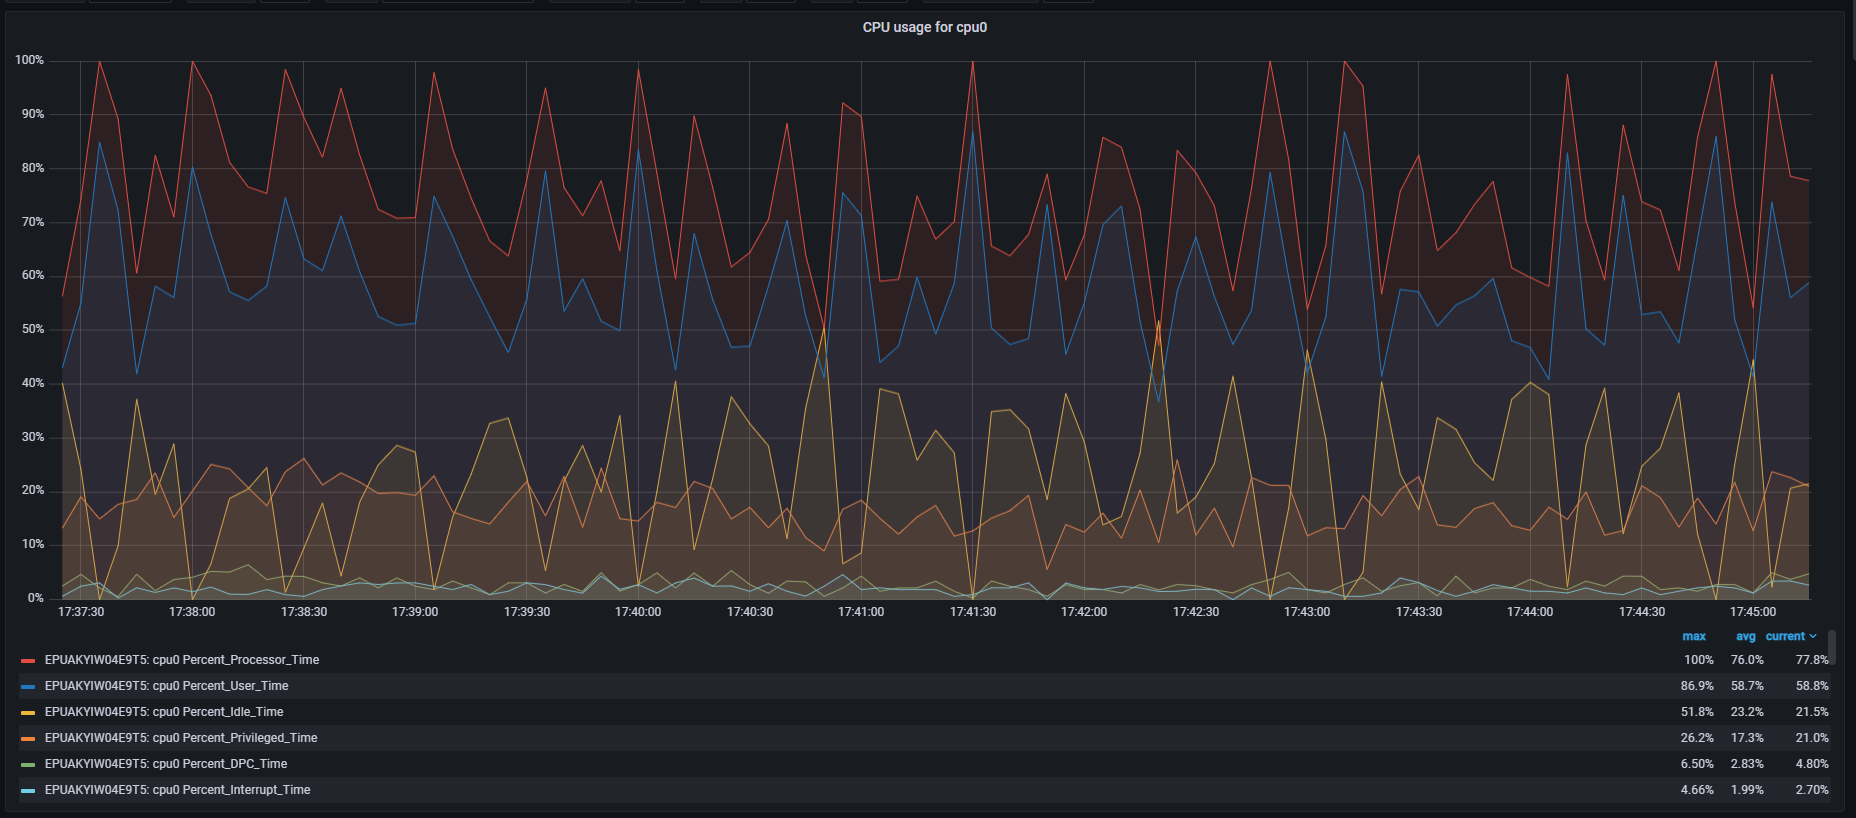 CPU usage for cpu0
100%
90%
80%
70%
60%
50%
40%
30%
20%
10%
0%
17:37:30 17:38:00 17:38:30 17:39:00 17:39:30 17:40:00 17:40:30 17:41:00 17:41:30 17:42:00 17:42:30 17:43:00 17:43:30 17:44:00 17:44:30 17:45:00
max avg current
EPUAKYIW04E9T5: cpu0 Percent_Processor_Time 100% 76.0% 77.8%
EPUAKYIW04E9T5: cpu0 Percent_User_Time 86.9% 58.7% 58.8%
EPUAKYIW04E9T5: cpu0 Percent_Idle_Time 51.8% 23.2% 21.5%
EPUAKYIW04E9T5: cpu0 Percent_Privileged_Time 26.2% 17.3% 21.0%
EPUAKYIW04E9T5: cpu0 Percent_DPC_Time 6.50% 2.83% 4.80%
EPUAKYIW04E9T5: cpu0 Percent_Interrupt_Time 4.66% 1.99% 2.70%